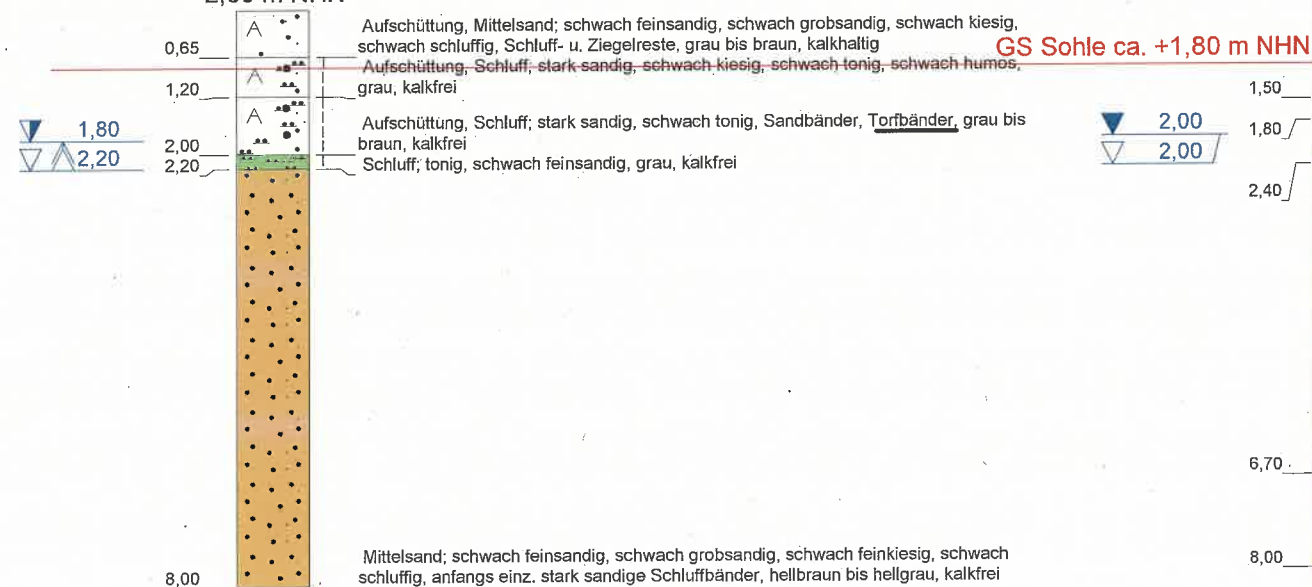 m NHN
A
Aufschüttung, Mittelsand; schwach feinsandig, schwach grobsandig, schwach kiesig,
schwach schluffig, Schluff- u. Ziegelreste, grau bis braun, kalkhaltig
0,65
GS Sohle ca. +1,80 m NHN
A
Aufschüttung, Schluff; stark sandig, schwach kiesig, schwach tonig, schwach humos,
grau, kalkfrei
1,20
1,50
A
Aufschüttung, Schluff; stark sandig, schwach tonig, Sandbänder, Torfbänder, grau bis
braun, kalkfrei
1,80
2,00
2,00
1,80
2,20
2,20
Schluff; tonig, schwach feinsandig, grau, kalkfrei
2,00
2,40
6,70
Mittelsand; schwach feinsandig, schwach grobsandig, schwach feinkiesig, schwach
schluffig, anfangs einz. stark sandige Schluffbänder, hellbraun bis hellgrau, kalkfrei
8,00
8,00